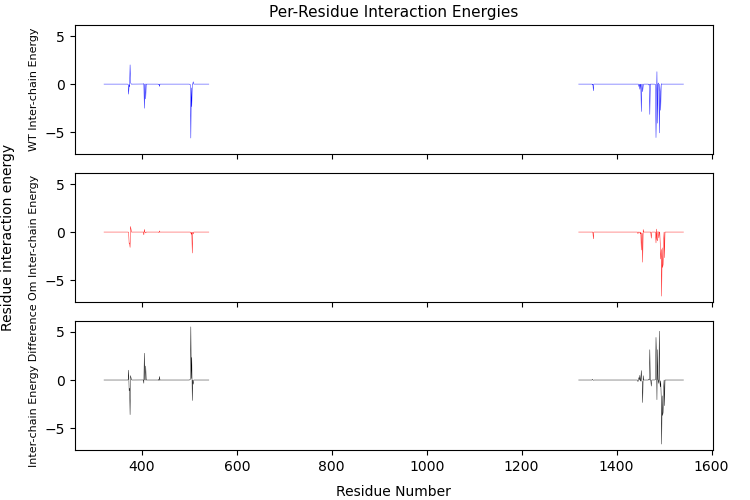 Per-Residue Interaction Energies
Residue interaction energy
WT Inter-chain Energy
5
0
−5
Om Inter-chain Energy
5
0
−5
Inter-chain Energy Difference
5
0
−5
400
600
800
1000
1200
1400
1600
Residue Number